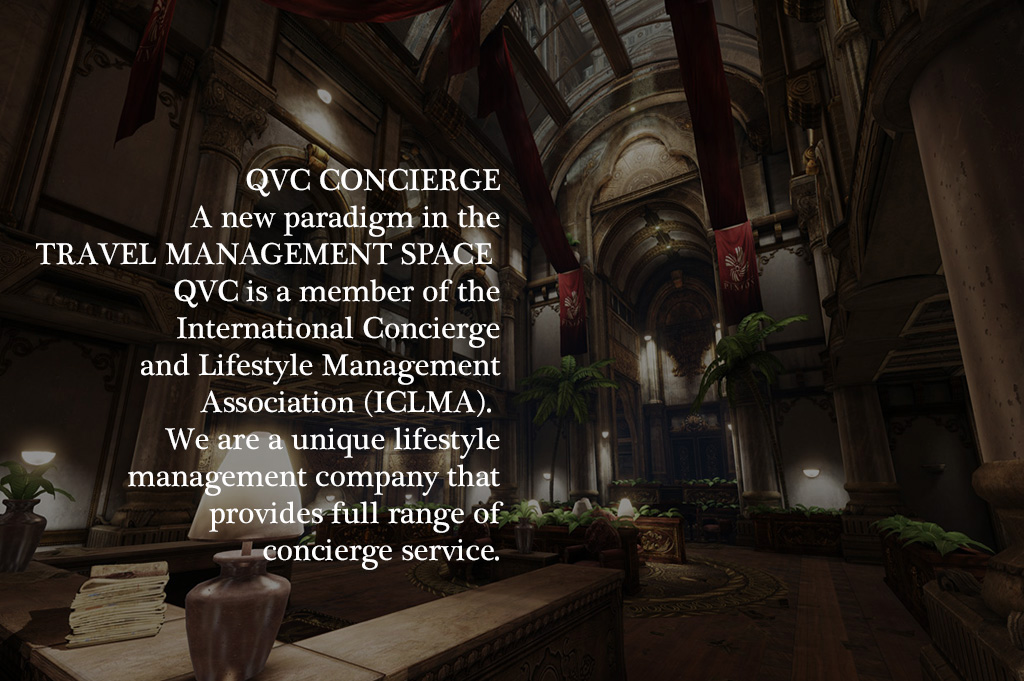 QVC CONCIERGE
A new paradigm in the
TRAVEL MANAGEMENT SPACE
QVC is a member of the
International Concierge
and Lifestyle Management
Association (ICLMA).
We are a unique lifestyle
management company that
provides full range of
concierge service.